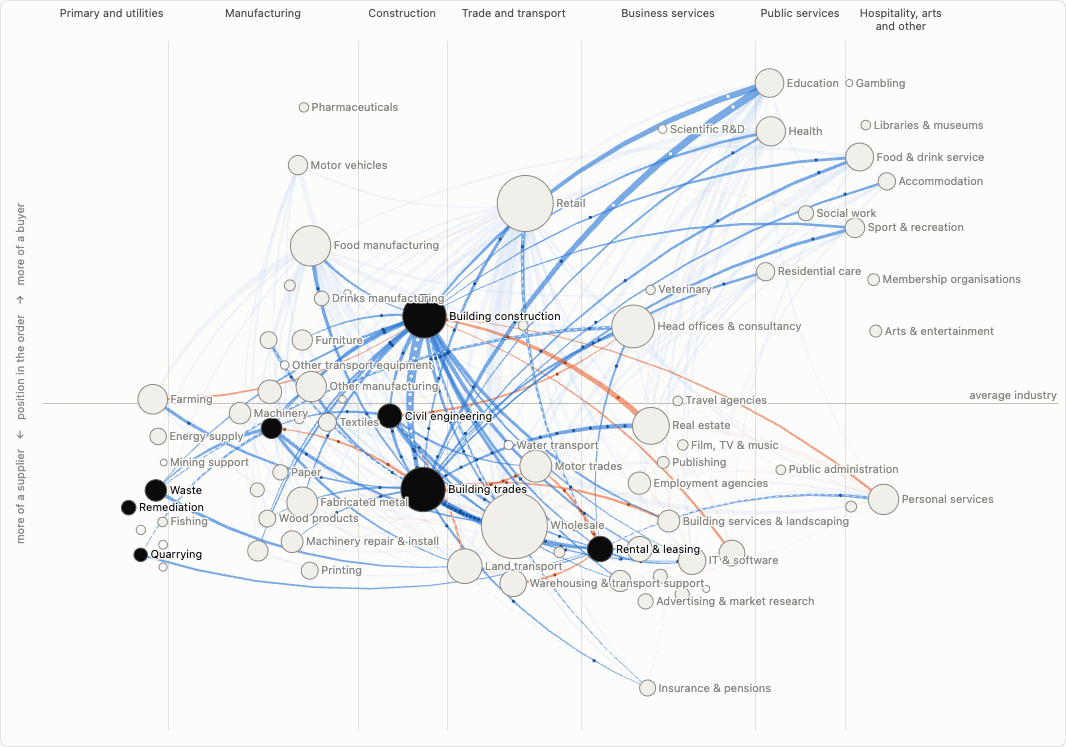 Primary and utilities
Manufacturing
Construction
Trade and transport
Business services
Public services
Hospitality, arts
and other
more of a supplier ← position in the order → more of a buyer
average industry
Education
Gambling
Pharmaceuticals
Scientific R&D
Health
Libraries & museums
Motor vehicles
Food & drink service
Accommodation
Retail
Social work
Sport & recreation
Food manufacturing
Residential care
Membership organisations
Veterinary
Drinks manufacturing
Building construction
Head offices & consultancy
Arts & entertainment
Furniture
Other transport equipment
Other manufacturing
Farming
Travel agencies
Machinery
Civil engineering
Textiles
Real estate
Energy supply
Water transport
Film, TV & music
Mining support
Motor trades
Publishing
Paper
Public administration
Waste
Building trades
Employment agencies
Personal services
Fabricated metal
Remediation
Fishing
Wood products
Wholesale
Building services & landscaping
Machinery repair & install
Rental & leasing
Quarrying
IT & software
Land transport
Printing
Warehousing & transport support
Advertising & market research
Insurance & pensions